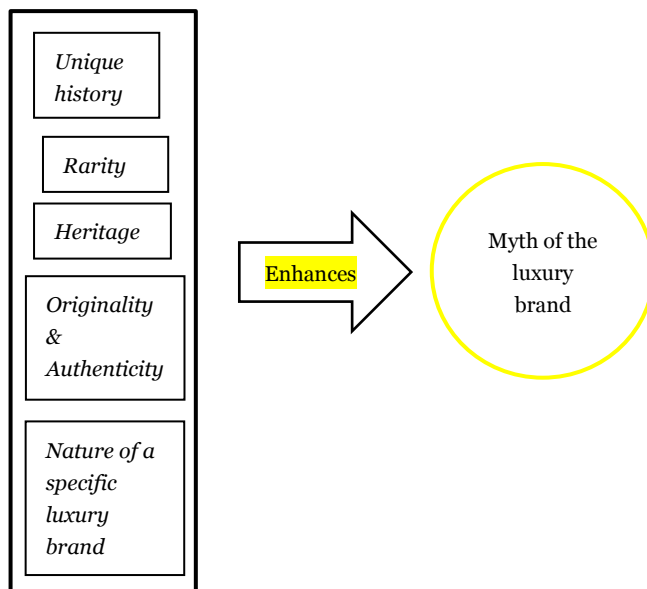 Unique
history
Rarity
Heritage
Originality
&
Authenticity
Nature of a
specific
luxury
brand
Enhances
Myth of the
luxury
brand